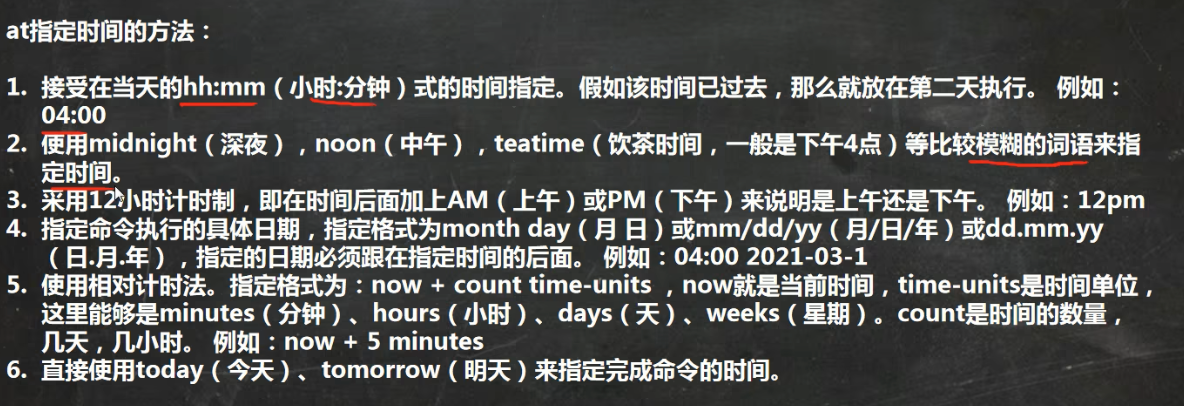 at指定时间的方法：
1. 接受在当天的hh:mm（小时:分钟）式的时间指定。假如该时间已过去，那么就放在第二天执行。 例如：
04:00
2. 使用midnight（深夜），noon（中午），teatime（饮茶时间，一般是下午4点）等比较模糊的词语来指
定时间。
3. 采用12小时计时制，即在时间后面加上AM（上午）或PM（下午）来说明是上午还是下午。 例如：12pm
4. 指定命令执行的具体日期，指定格式为month day（月 日）或mm/dd/yy（月/日/年）或dd.mm.yy
（日.月.年），指定的日期必须跟在指定时间的后面。 例如：04:00 2021-03-1
5. 使用相对计时法。指定格式为：now + count time-units ，now就是当前时间，time-units是时间单位，
这里能够是minutes（分钟）、hours（小时）、days（天）、weeks（星期）。count是时间的数量，
几天，几小时。 例如：now + 5 minutes
6. 直接使用today（今天）、tomorrow（明天）来指定完成命令的时间。